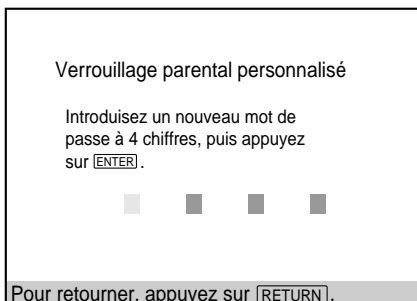 Verrouillage parental personnalisé
Introduisez un nouveau mot de
passe à 4 chiffres, puis appuyez
sur ENTER.
Pour retourner, appuyez sur RETURN.